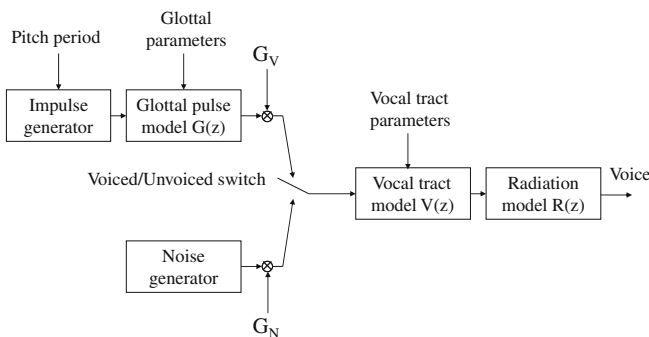 Pitch period
Glottal
parameters
G_V
Impulse
generator
Glottal pulse
model G(z)
Vocal tract
parameters
Voiced/Unvoiced switch
Vocal tract
model V(z)
Radiation
model R(z)
Voice
Noise
generator
G_N